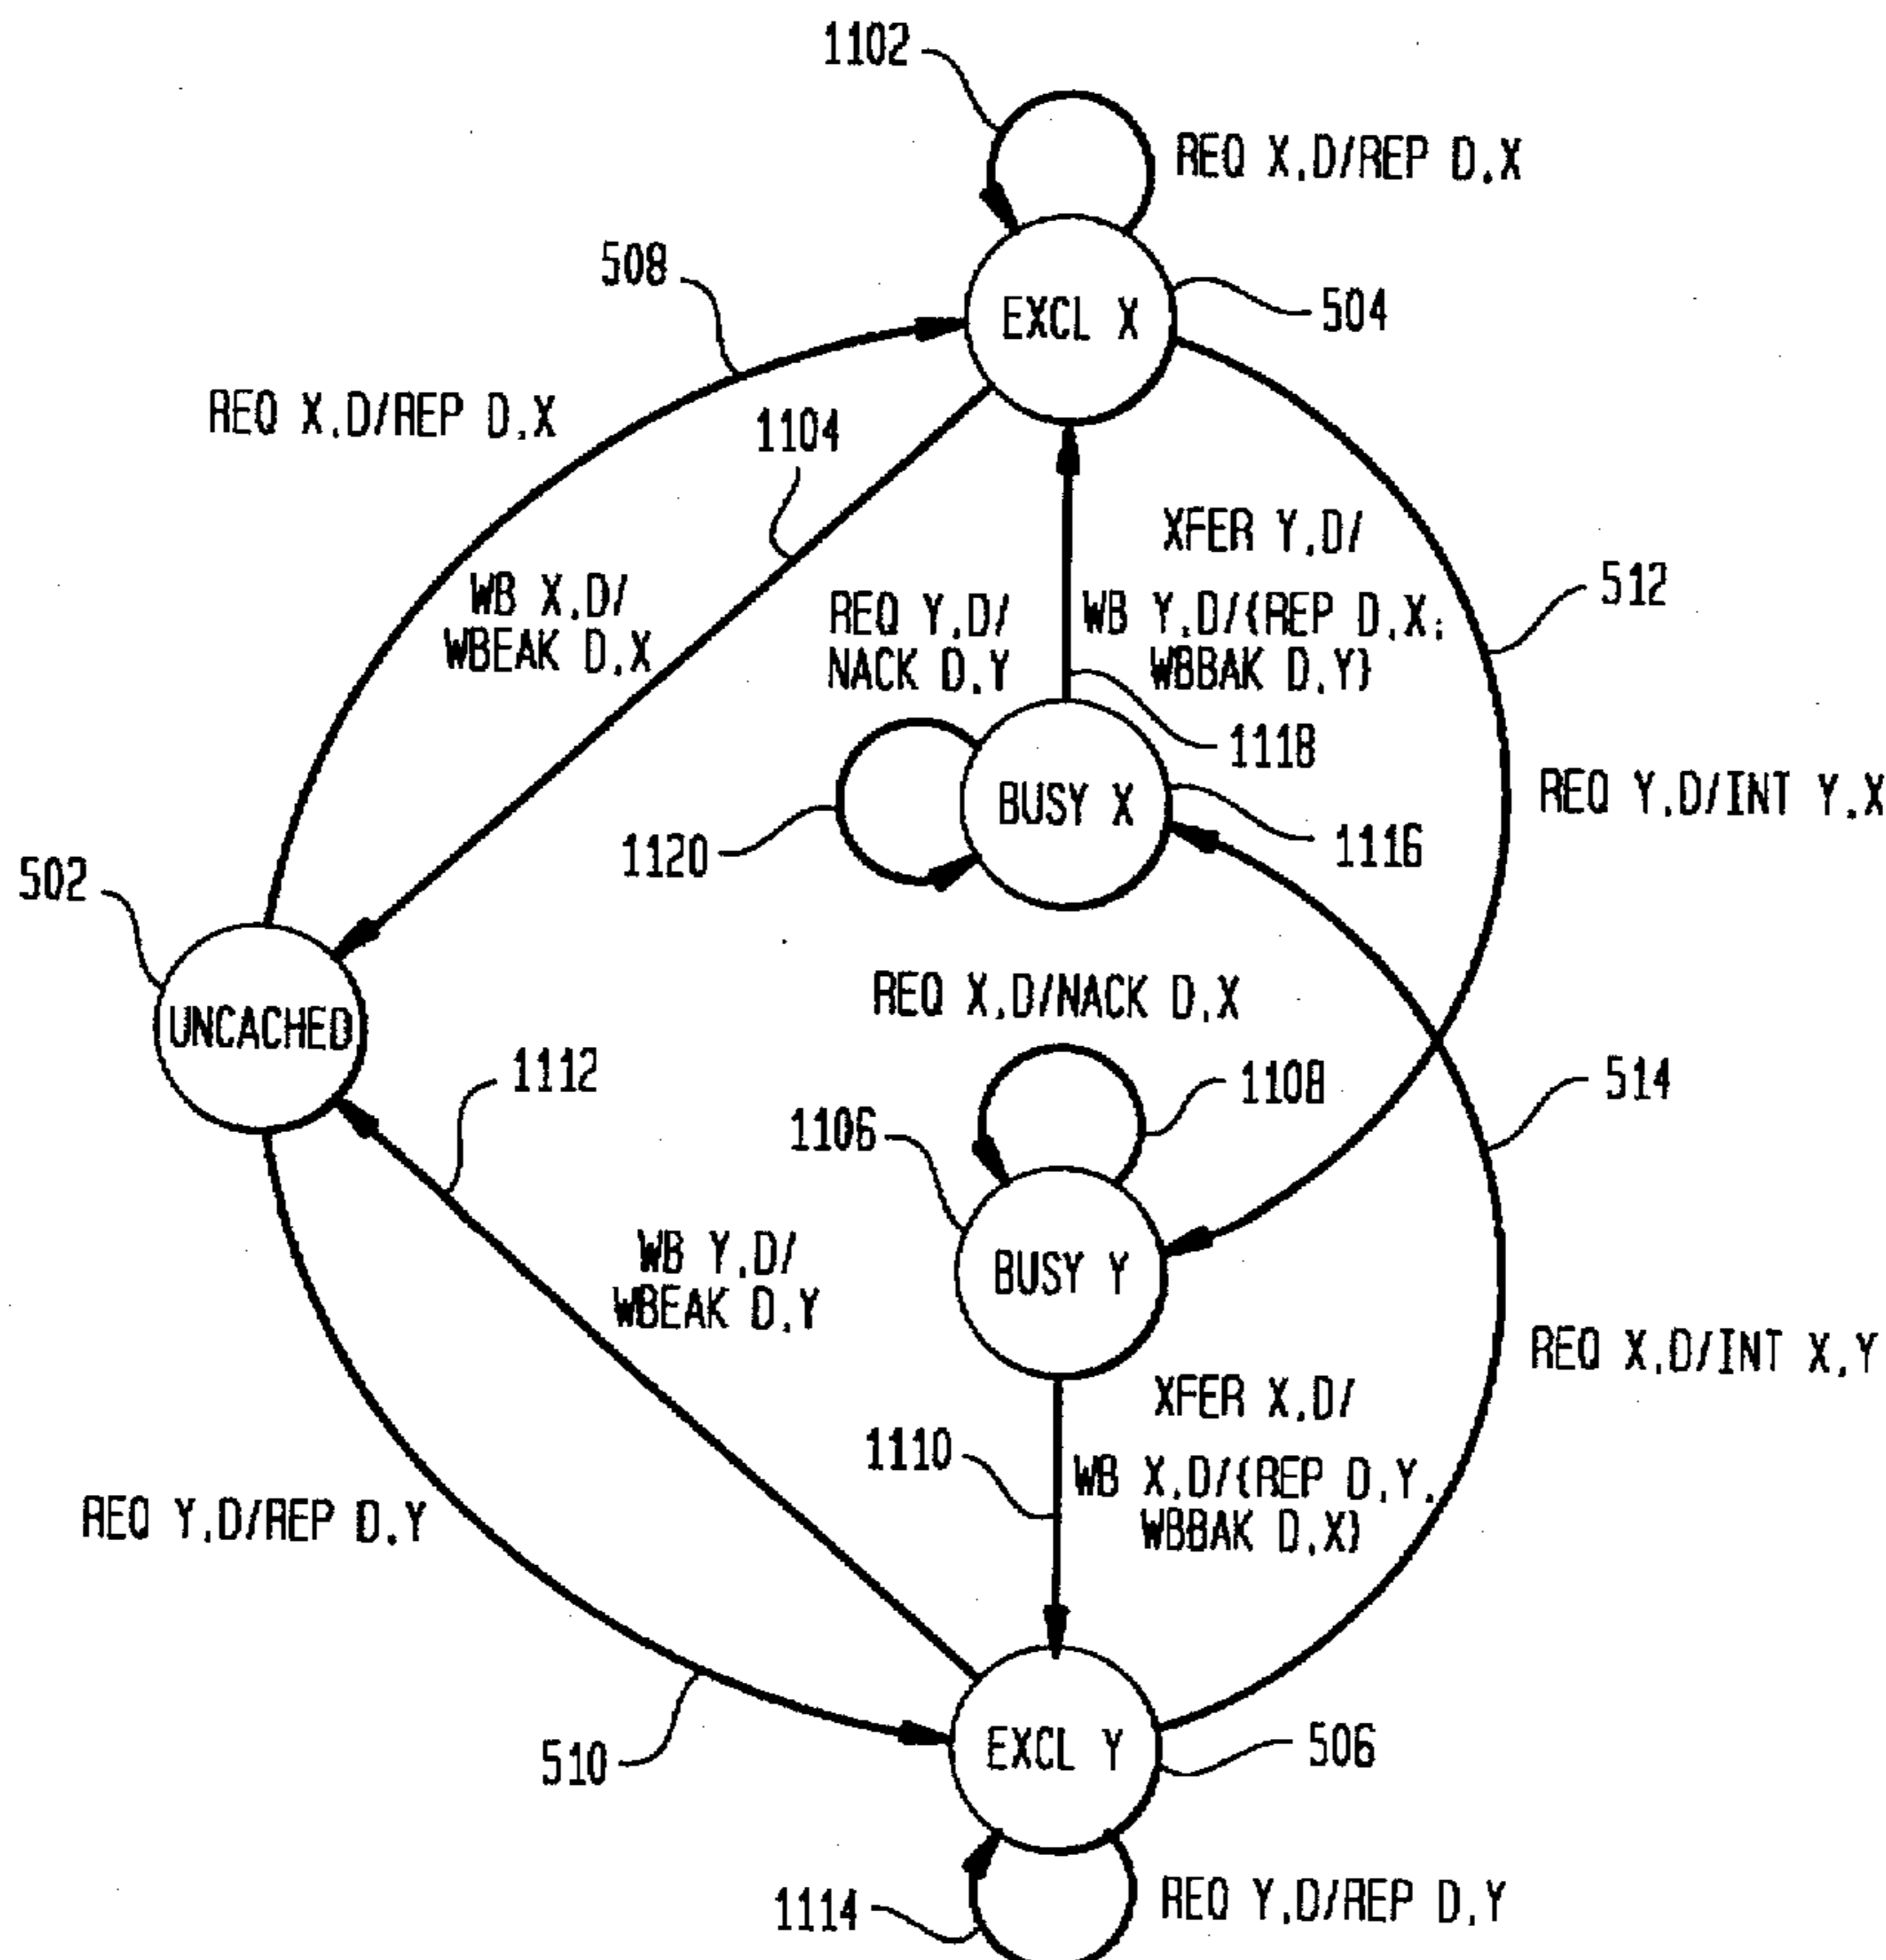 1102
REQ X,D/REP D,X
508
EXCL X
504
REQ X,D/REP D,X
1104
XFER Y,D/
WB X,D/
WBEAK D,X
REQ Y,D/
NACK D,Y
WB Y,D/{REP D,X;
WBBAK D,Y}
512
1118
REQ Y,D/INT Y,X
BUSY X
1120
1116
502
REQ X,D/NACK D,X
UNCACHED
1112
1108
514
1106
WB Y,D/
WBEAK D,Y
BUSY Y
REQ X,D/INT X,Y
XFER X,D/
1110
WB X,D/{REP D,Y,
WBBAK D,X}
REQ Y,D/REP D,Y
510
EXCL Y
506
1114
REQ Y,D/REP D,Y